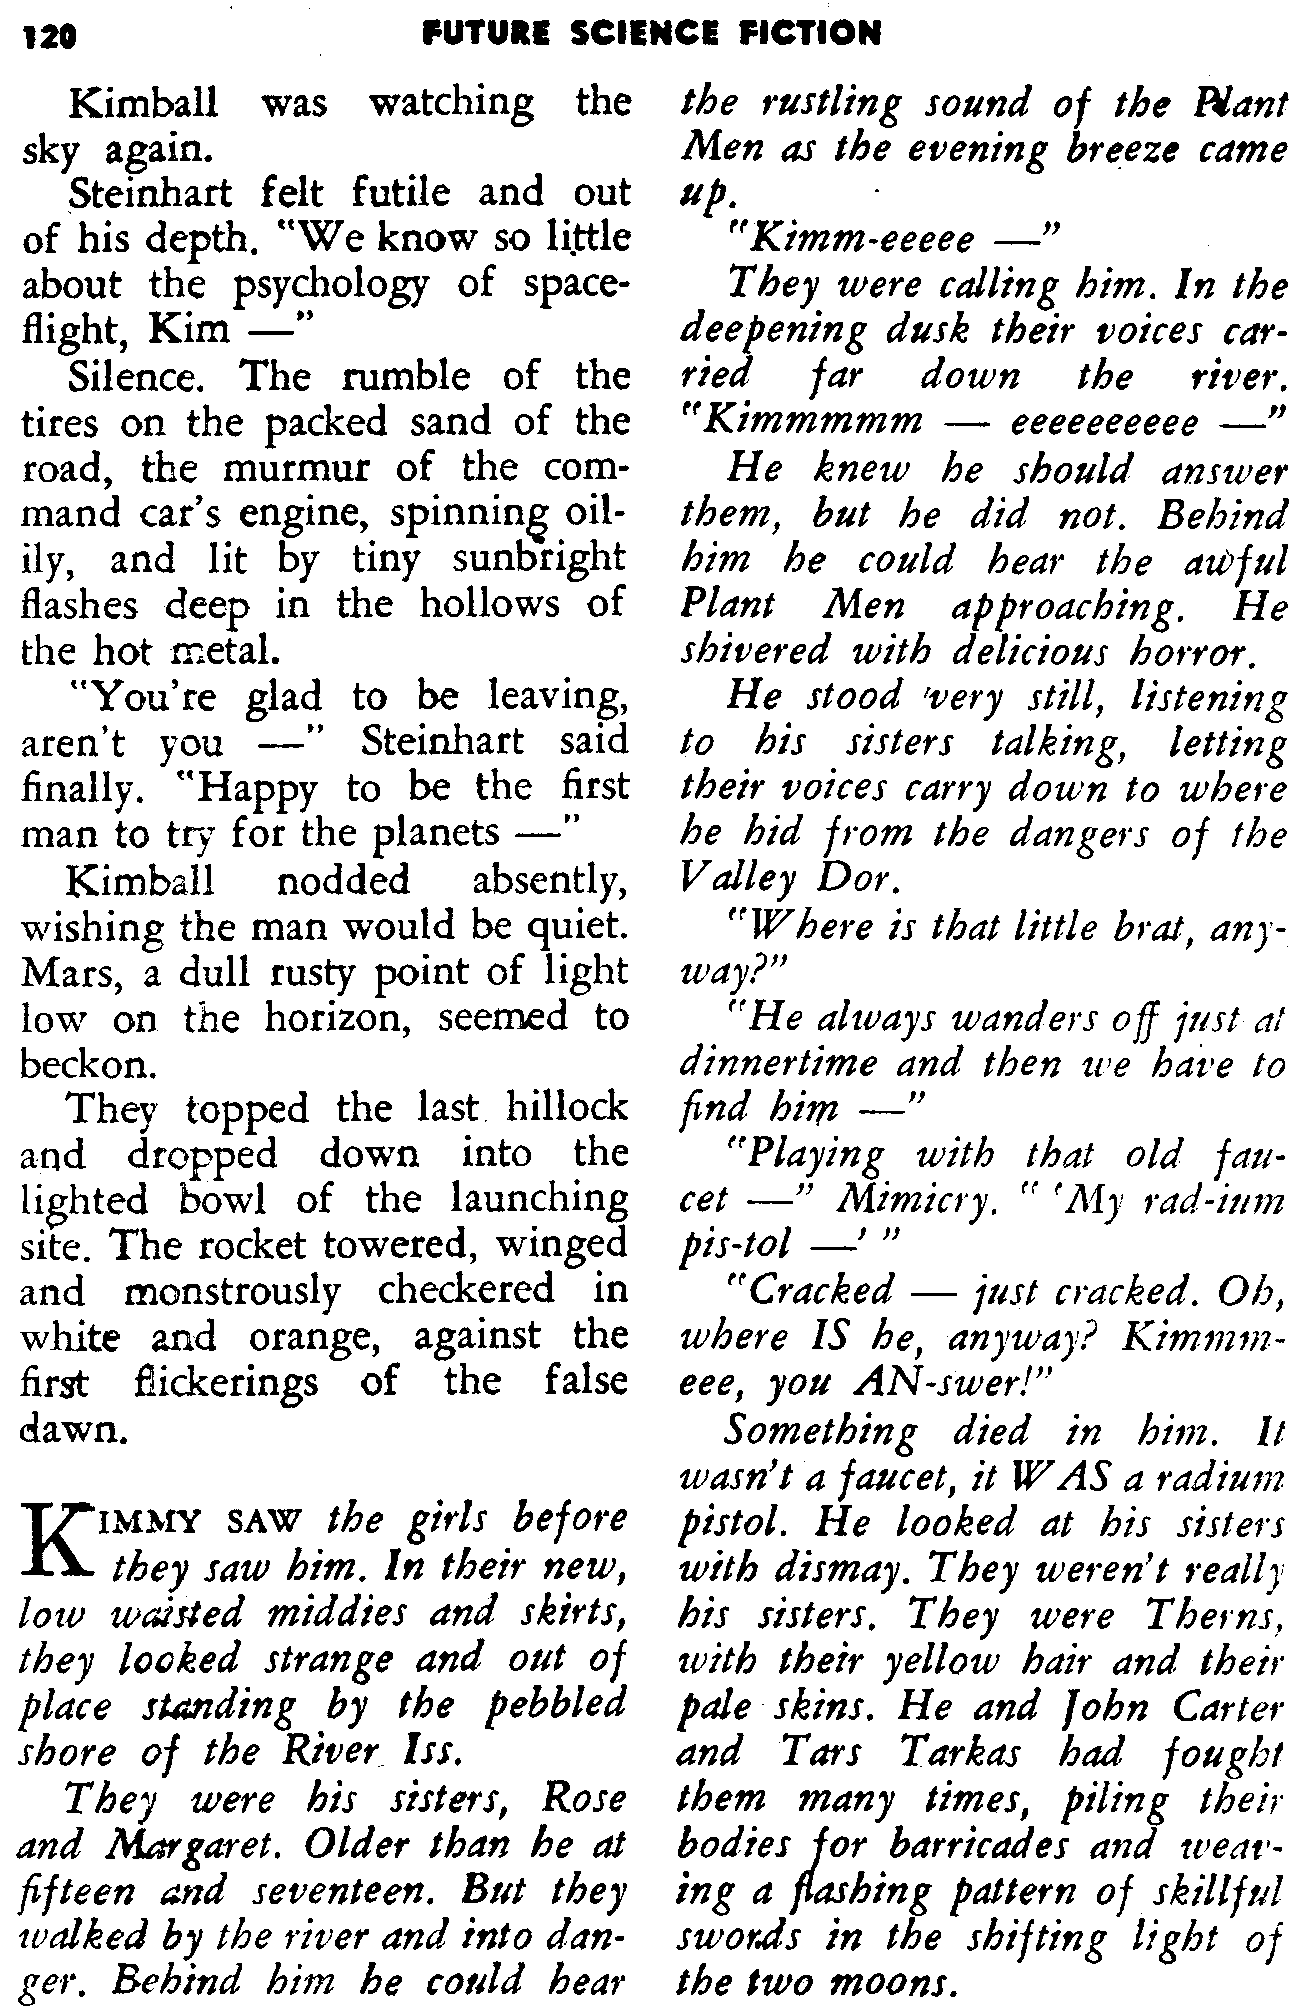 120
FUTURE SCIENCE FICTION
Kimball was watching the
sky again.
Steinhart felt futile and out
of his depth. "We know so little
about the psychology of space-
flight, Kim —"
Silence. The rumble of the
tires on the packed sand of the
road, the murmur of the com-
mand car's engine, spinning oil-
ily, and lit by tiny sunbright
flashes deep in the hollows of
the hot metal.
"You're glad to be leaving,
aren't you —" Steinhart said
finally. "Happy to be the first
man to try for the planets —"
Kimball nodded absently,
wishing the man would be quiet.
Mars, a dull rusty point of light
low on the horizon, seemed to
beckon.
They topped the last hillock
and dropped down into the
lighted bowl of the launching
site. The rocket towered, winged
and monstrously checkered in
white and orange, against the
first flickerings of the false
dawn.
KIMMY SAW the girls before
they saw him. In their new,
low waisted middies and skirts,
they looked strange and out of
place standing by the pebbled
shore of the River Iss.
They were his sisters, Rose
and Margaret. Older than he at
fifteen and seventeen. But they
walked by the river and into dan-
ger. Behind him he could hear
the rustling sound of the Plant
Men as the evening breeze came
up.
"Kimm-eeeee —"
They were calling him. In the
deepening dusk their voices car-
ried far down the river.
"Kimmmmm — eeeeeeeeee —"
He knew he should answer
them, but he did not. Behind
him he could hear the awful
Plant Men approaching. He
shivered with delicious horror.
He stood very still, listening
to his sisters talking, letting
their voices carry down to where
he hid from the dangers of the
Valley Dor.
"Where is that little brat, any-
way?"
"He always wanders off just at
dinnertime and then we have to
find him —"
"Playing with that old fau-
cet —" Mimicry. " 'My rad-ium
pis-tol —' "
"Cracked — just cracked. Oh,
where IS he, anyway? Kimmm-
eee, you AN-swer!"
Something died in him. It
wasn't a faucet, it WAS a radium
pistol. He looked at his sisters
with dismay. They weren't really
his sisters. They were Therns,
with their yellow hair and their
pale skins. He and John Carter
and Tars Tarkas had fought
them many times, piling their
bodies for barricades and weav-
ing a flashing pattern of skillful
swords in the shifting light of
the two moons.